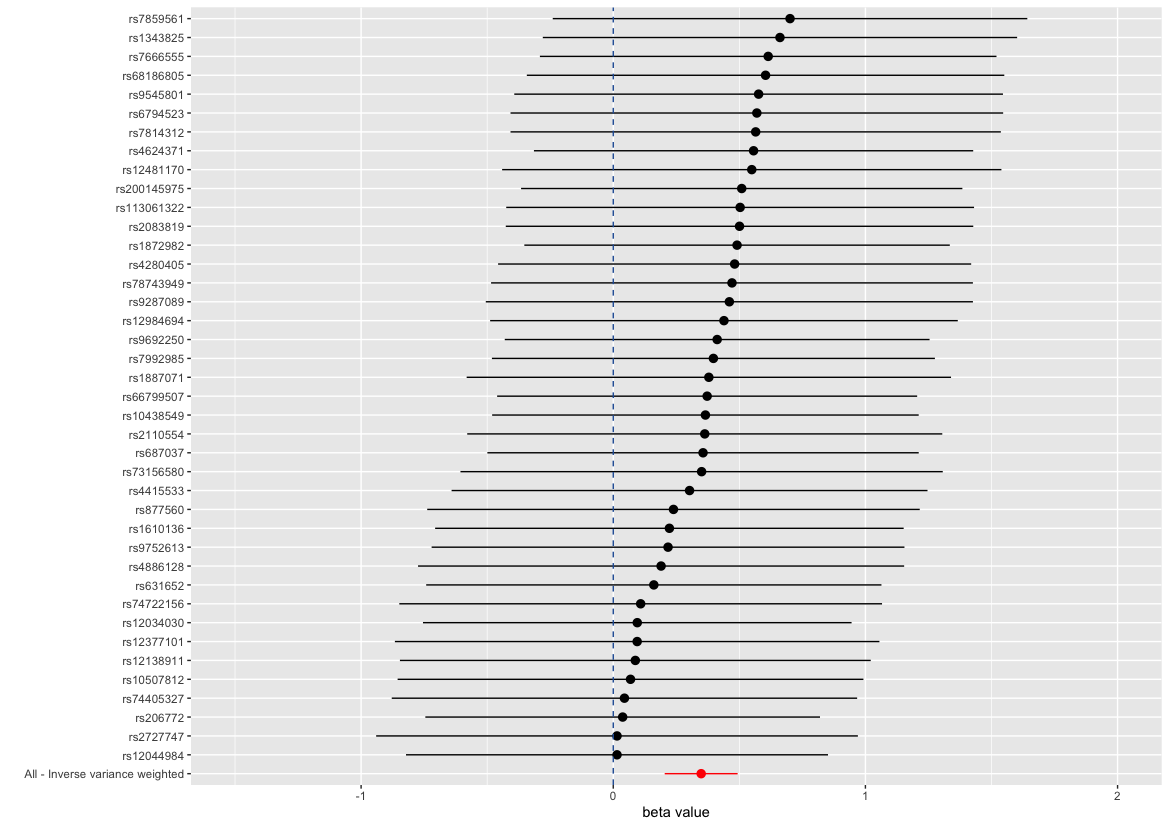 rs7859561
rs1343825
rs7666555
rs68186805
rs9545801
rs6794523
rs7814312
rs4624371
rs12481170
rs200145975
rs113061322
rs2083819
rs1872982
rs4280405
rs78743949
rs9287089
rs12984694
rs9692250
rs7992985
rs1887071
rs66799507
rs10438549
rs2110554
rs687037
rs73156580
rs4415533
rs877560
rs1610136
rs9752613
rs4886128
rs631652
rs74722156
rs12034030
rs12377101
rs12138911
rs10507812
rs74405327
rs206772
rs2727747
rs12044984
All - Inverse variance weighted
-1 0 1 2
beta value